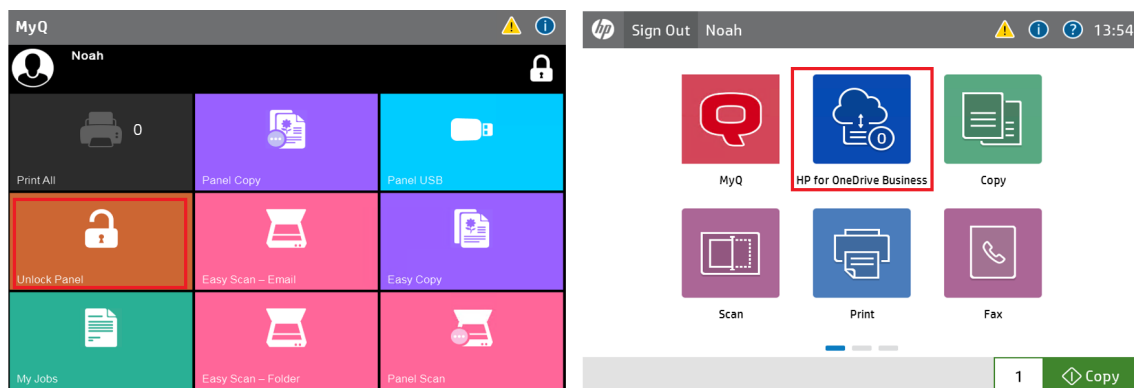 MyQ
Noah
0
Print All
Panel Copy
Panel USB
Unlock Panel
Easy Scan – Email
Easy Copy
My Jobs
Easy Scan – Folder
Panel Scan
hp Sign Out Noah 13:54
MyQ
HP for OneDrive Business
Copy
Scan
Print
Fax
1 Copy